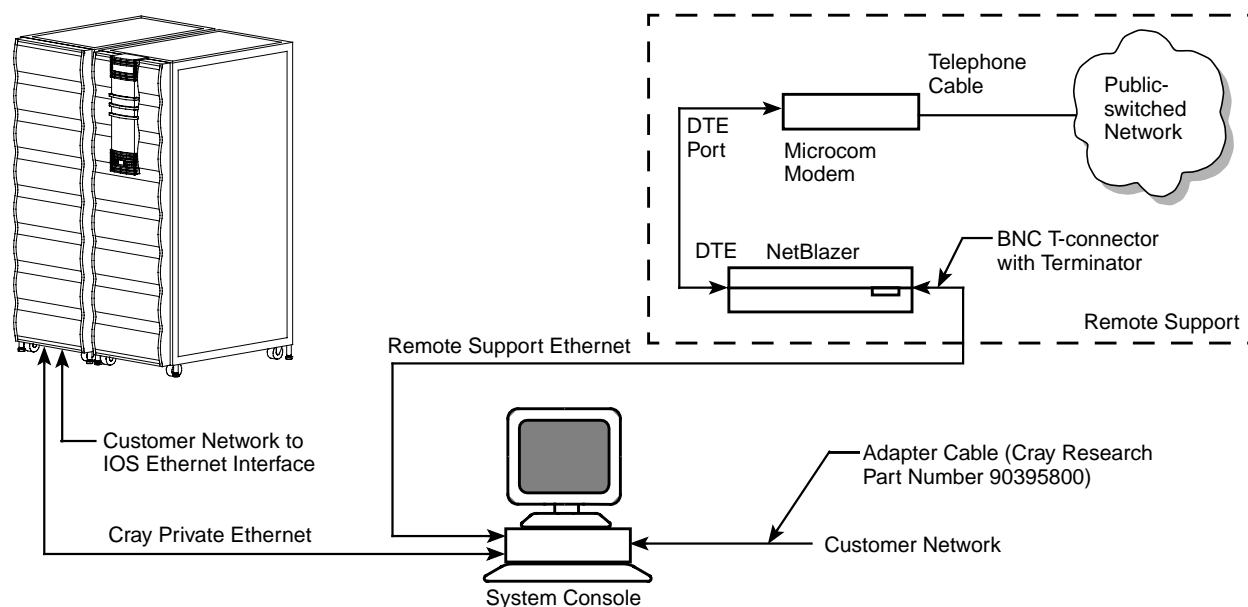 Telephone
Cable
Public-
switched
Network
DTE
Port
Microcom
Modem
DTE
NetBlazer
BNC T-connector
with Terminator
Remote Support
Remote Support Ethernet
Customer Network to
IOS Ethernet Interface
Adapter Cable (Cray Research
Part Number 90395800)
Cray Private Ethernet
Customer Network
System Console